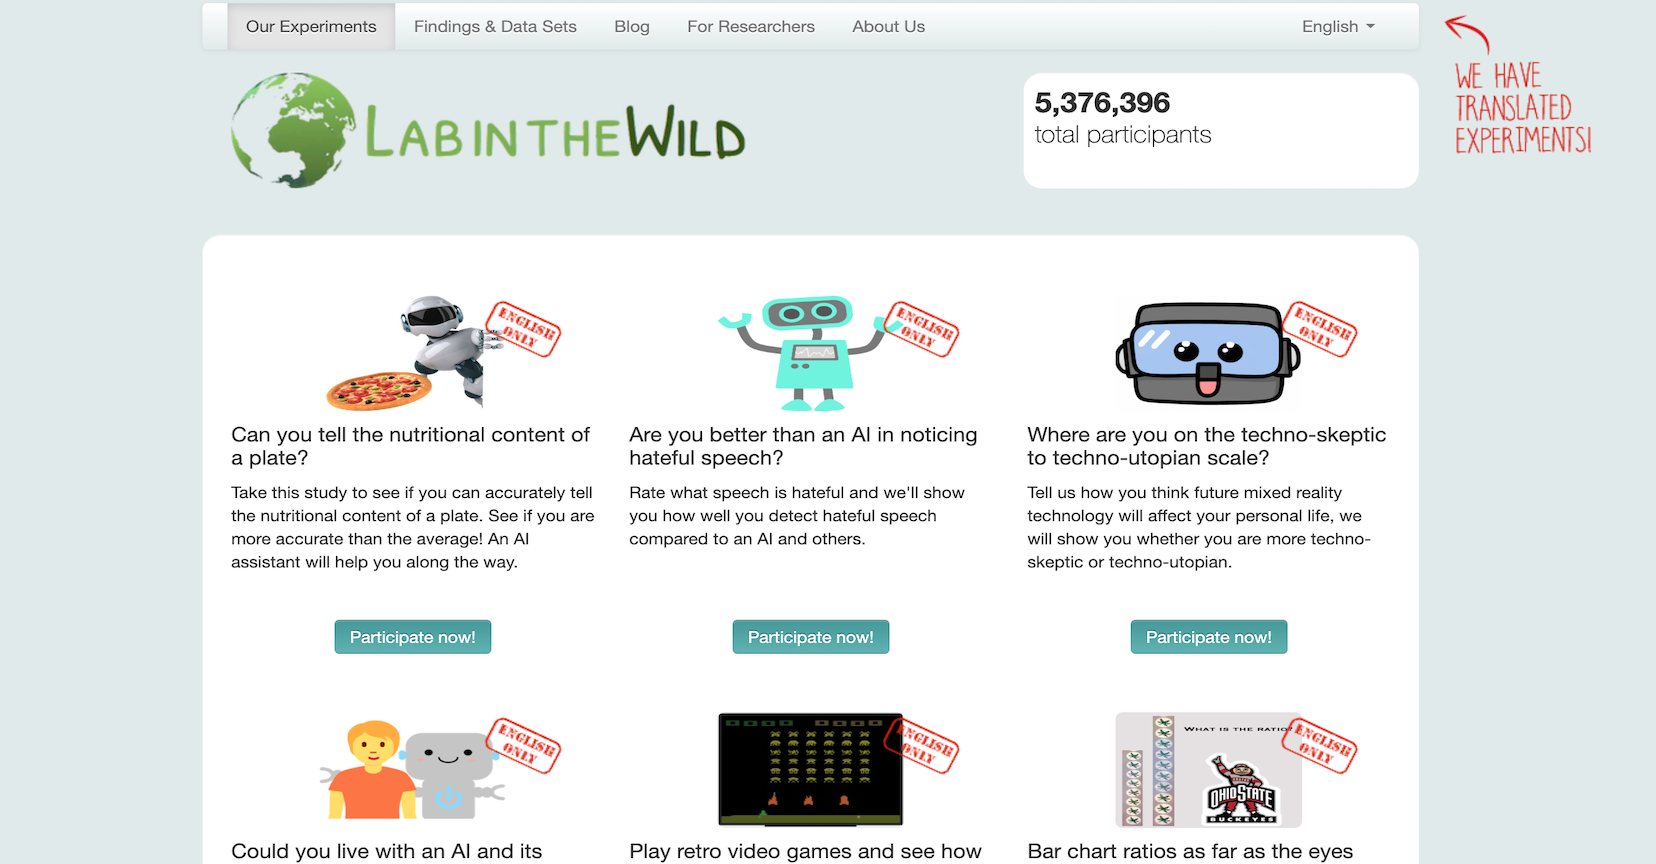 Our Experiments
Findings & Data Sets
Blog
For Researchers
About Us
English
WE HAVE
TRANSLATED
EXPERIMENTS!
LABINTHEWILD
5,376,396
total participants
ENGLISH
ONLY
ENGLISH
ONLY
ENGLISH
ONLY
Can you tell the nutritional content of
a plate?
Take this study to see if you can accurately tell
the nutritional content of a plate. See if you are
more accurate than the average! An AI
assistant will help you along the way.
Participate now!
Are you better than an AI in noticing
hateful speech?
Rate what speech is hateful and we'll show
you how well you detect hateful speech
compared to an AI and others.
Participate now!
Where are you on the techno-skeptic
to techno-utopian scale?
Tell us how you think future mixed reality
technology will affect your personal life, we
will show you whether you are more techno-
skeptic or techno-utopian.
Participate now!
ENGLISH
ONLY
ENGLISH
ONLY
WHAT IS THE RATIO
ENGLISH
ONLY
OHIO STATE
BUCKEYES
Could you live with an AI and its
Play retro video games and see how
Bar chart ratios as far as the eyes